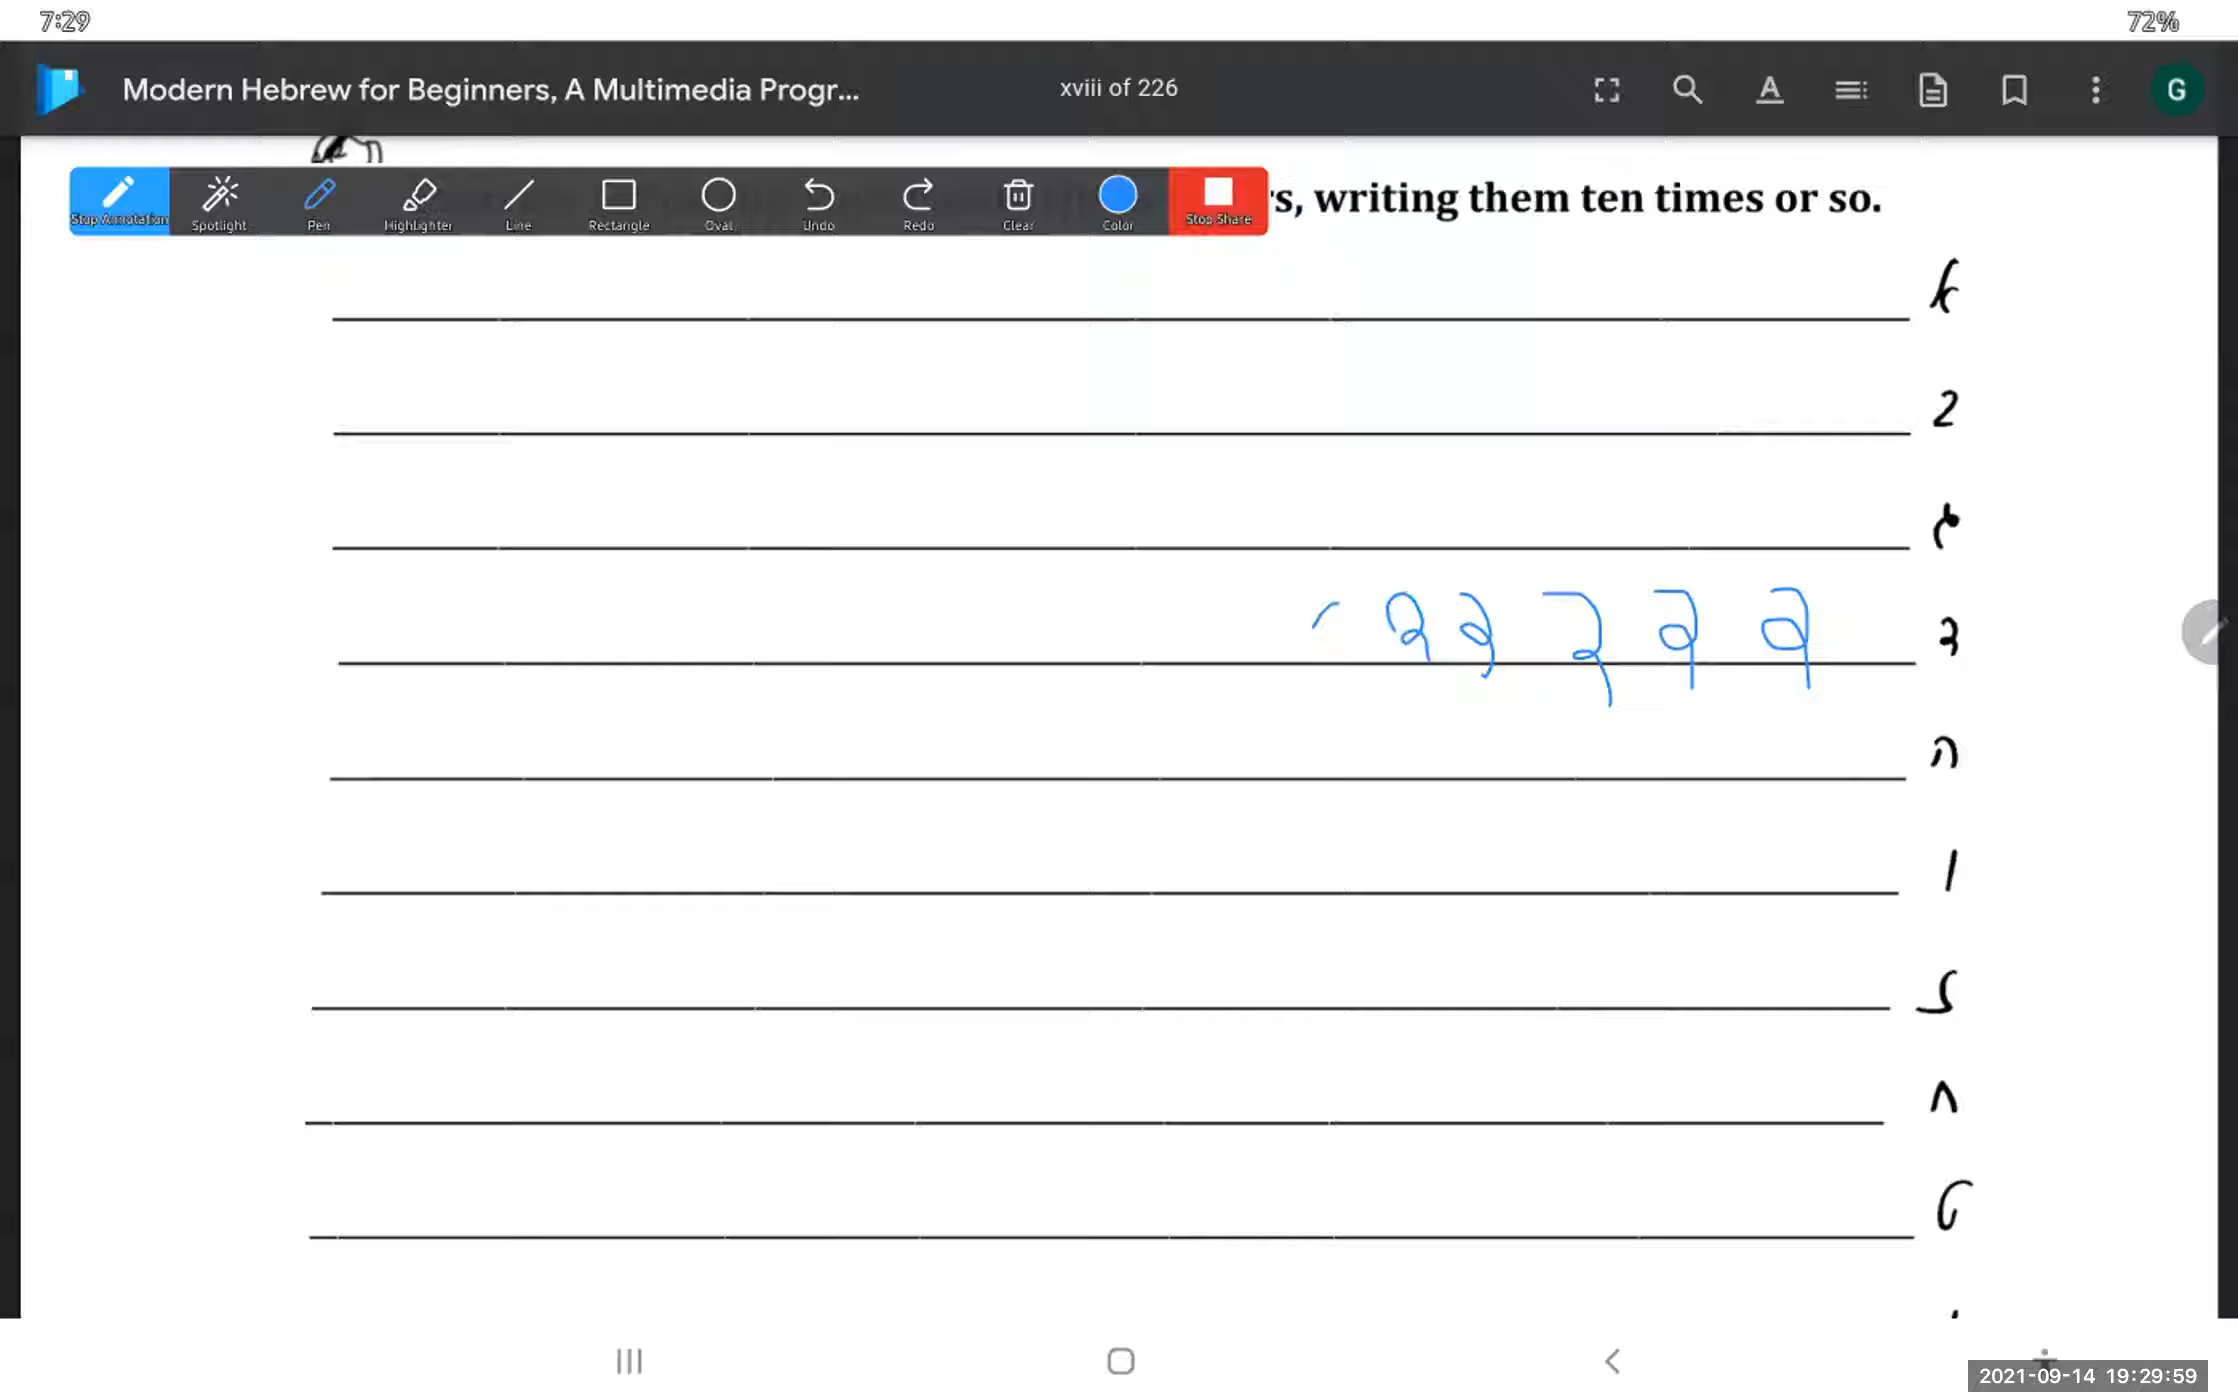 7:29 72%
Modern Hebrew for Beginners, A Multimedia Progr... xviii of 226 A G
Stop Annotation Spotlight Pen Highlighter Line Rectangle Oval Undo Redo Clear Color Stop Share
s, writing them ten times or so.
א
ב
ג
ד ד ד ד ד ד
ה
ו
ז
ח
ט
2021-09-14 19:29:59